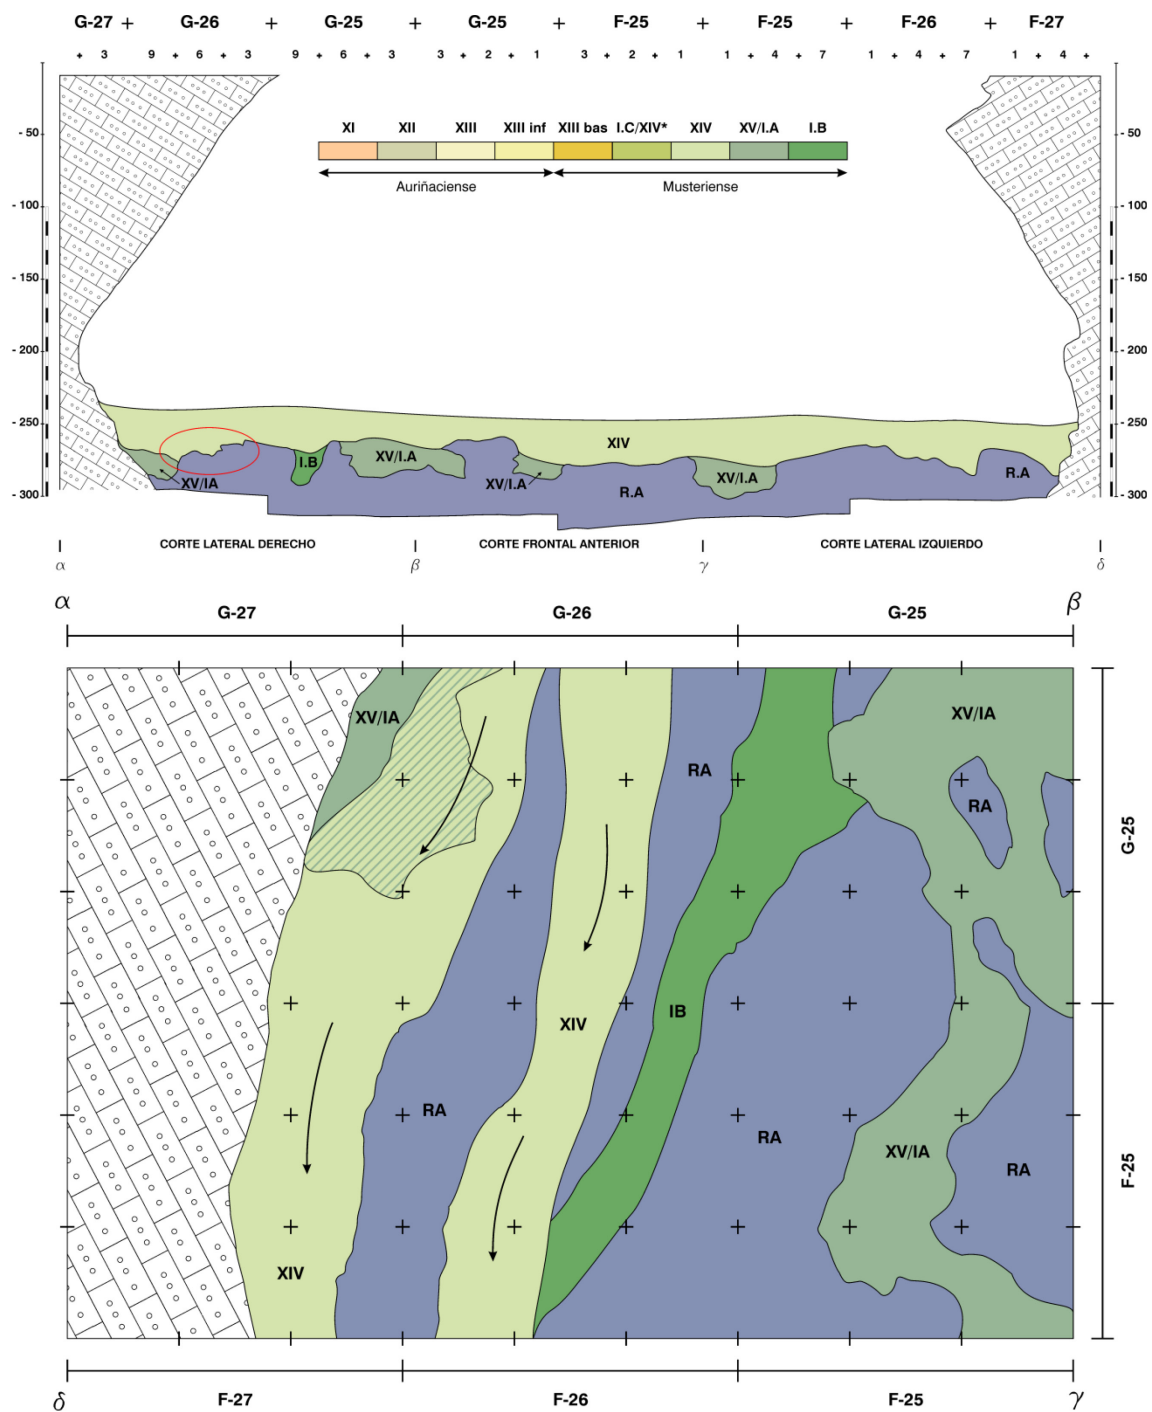 G-27 + G-26 + G-25 + G-25 + F-25 + F-25 + F-26 + F-27
+ 3 9 + 6 + 3 9 + 6 + 3 3 + 2 + 1 3 + 2 + 1 1 + 4 + 7 1 + 4 + 7 1 + 4 +
- 50 - 50
XI XII XIII XIII inf XIII bas I.C/XIV* XIV XV/I.A I.B
Auriñaciense Musteriense
- 100 - 100
- 150 - 150
- 200 - 200
- 250 - 250
XIV
I.B XV/I.A XV/I.A R.A
XV/IA XV/I.A R.A
- 300 - 300
CORTE LATERAL DERECHO CORTE FRONTAL ANTERIOR CORTE LATERAL IZQUIERDO
α β γ δ
α G-27 G-26 G-25 β
XV/IA XV/IA
RA
RA
G-25
IB
XIV
RA
RA
XV/IA
RA
F-25
XIV
δ F-27 F-26 F-25 γ